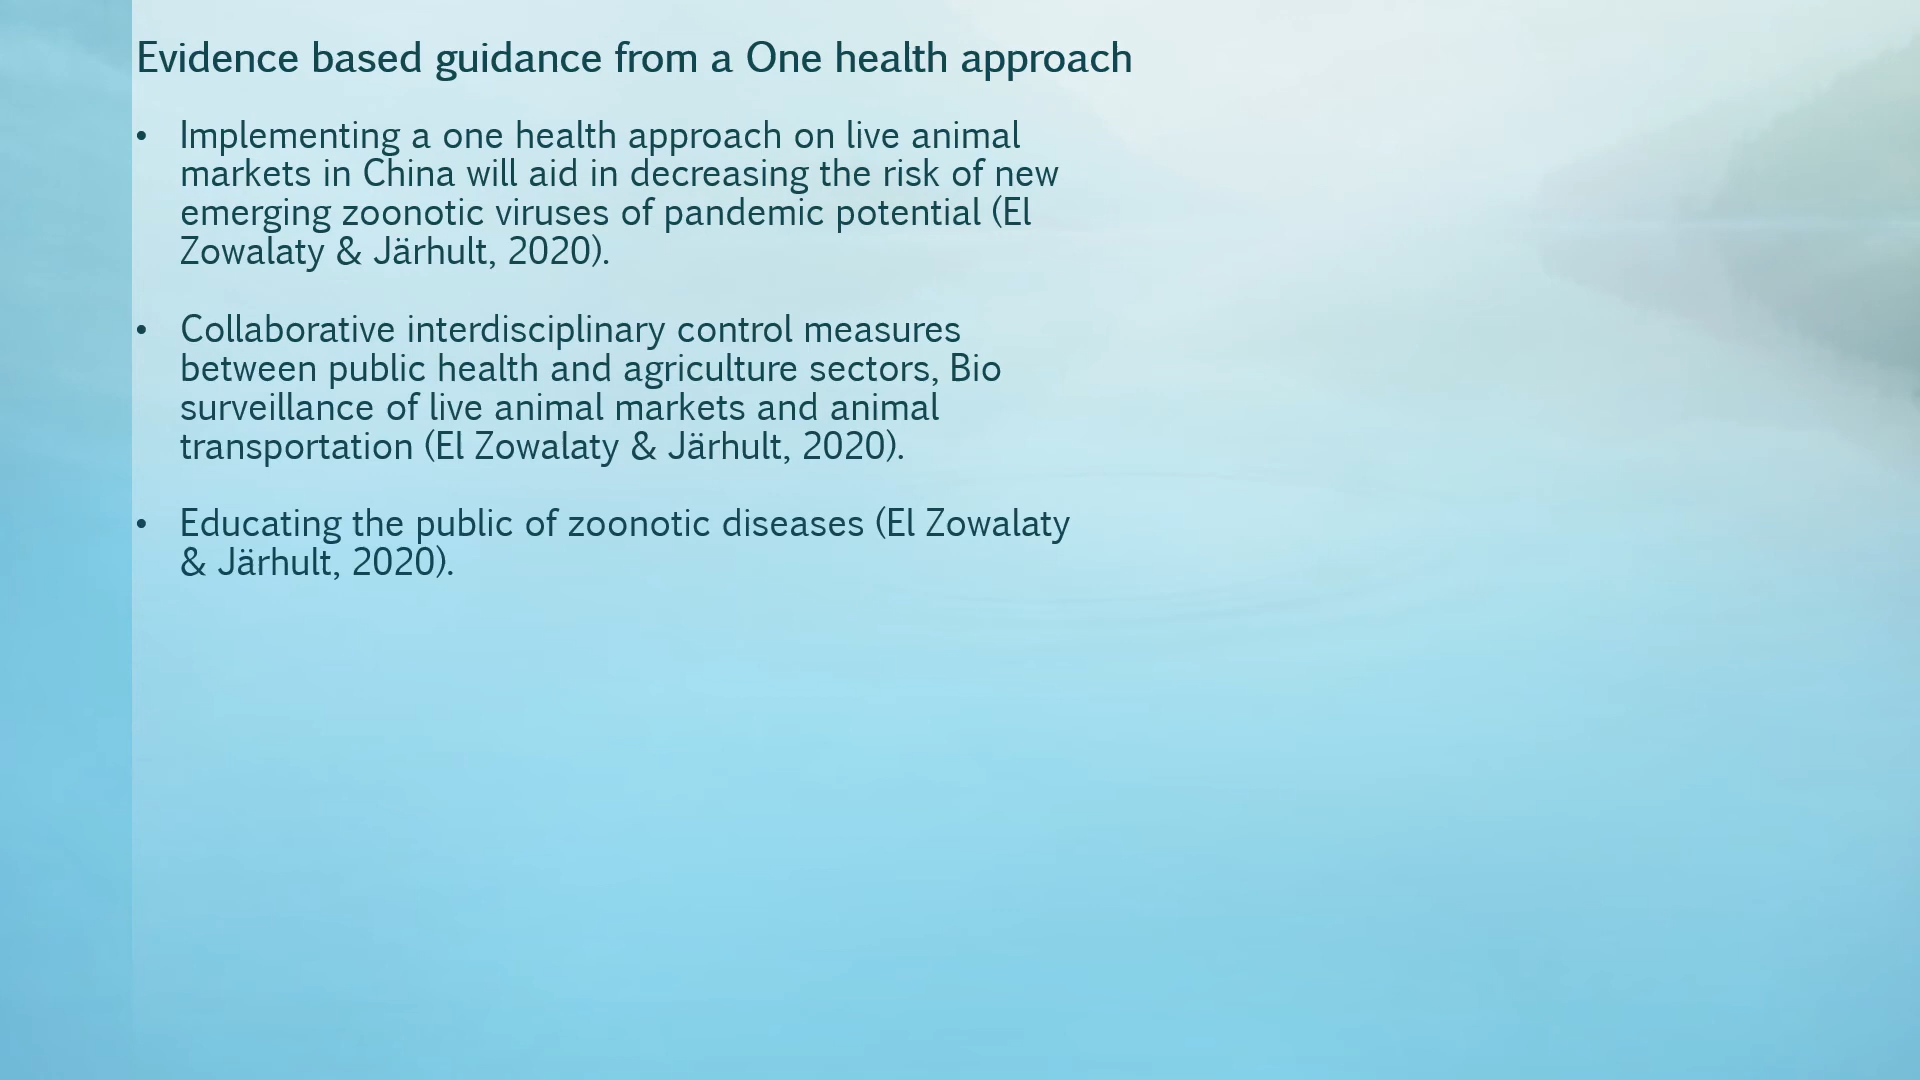 Evidence based guidance from a One health approach
• Implementing a one health approach on live animal
markets in China will aid in decreasing the risk of new
emerging zoonotic viruses of pandemic potential (El
Zowalaty & Järhult, 2020).
• Collaborative interdisciplinary control measures
between public health and agriculture sectors, Bio
surveillance of live animal markets and animal
transportation (El Zowalaty & Järhult, 2020).
• Educating the public of zoonotic diseases (El Zowalaty
& Järhult, 2020).